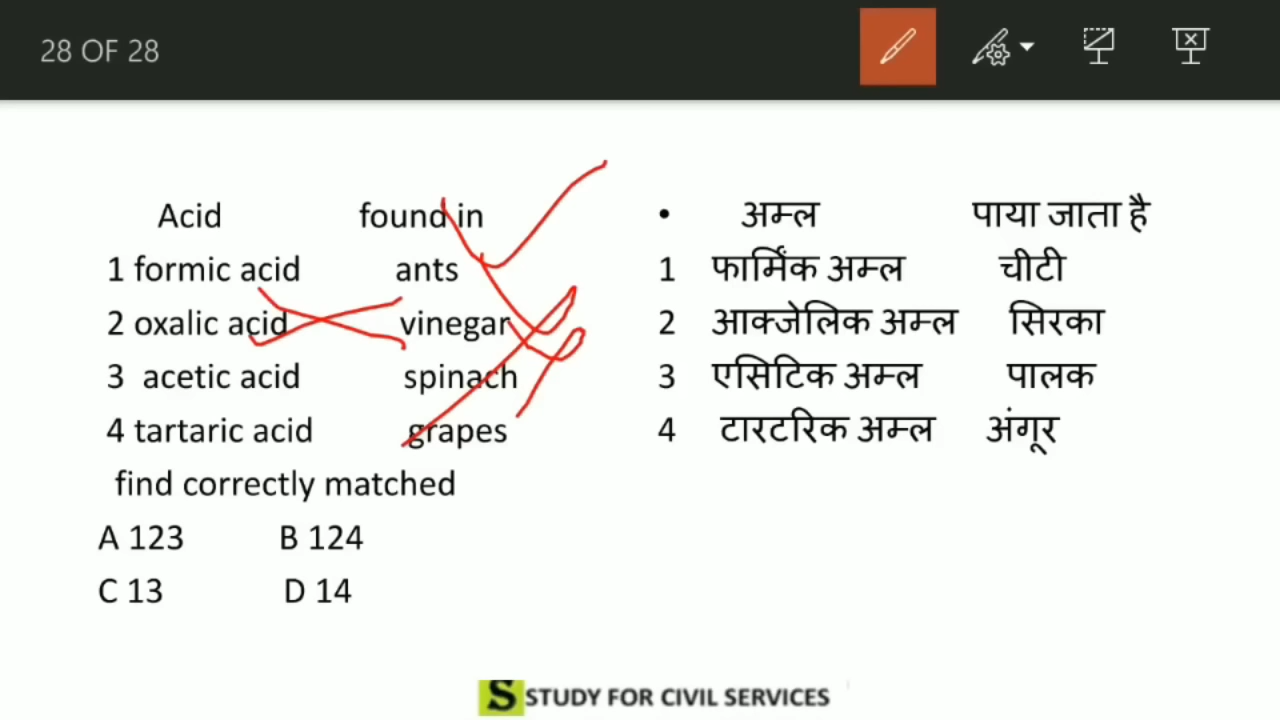 28 OF 28
Acid found in
1 formic acid ants
2 oxalic acid vinegar
3 acetic acid spinach
4 tartaric acid grapes
find correctly matched
A 123 B 124
C 13 D 14
• अम्ल पाया जाता है
1 फार्मिंक अम्ल चीटी
2 आक्जेलिक अम्ल सिरका
3 एसिटिक अम्ल पालक
4 टारटरिक अम्ल अंगूर
S STUDY FOR CIVIL SERVICES